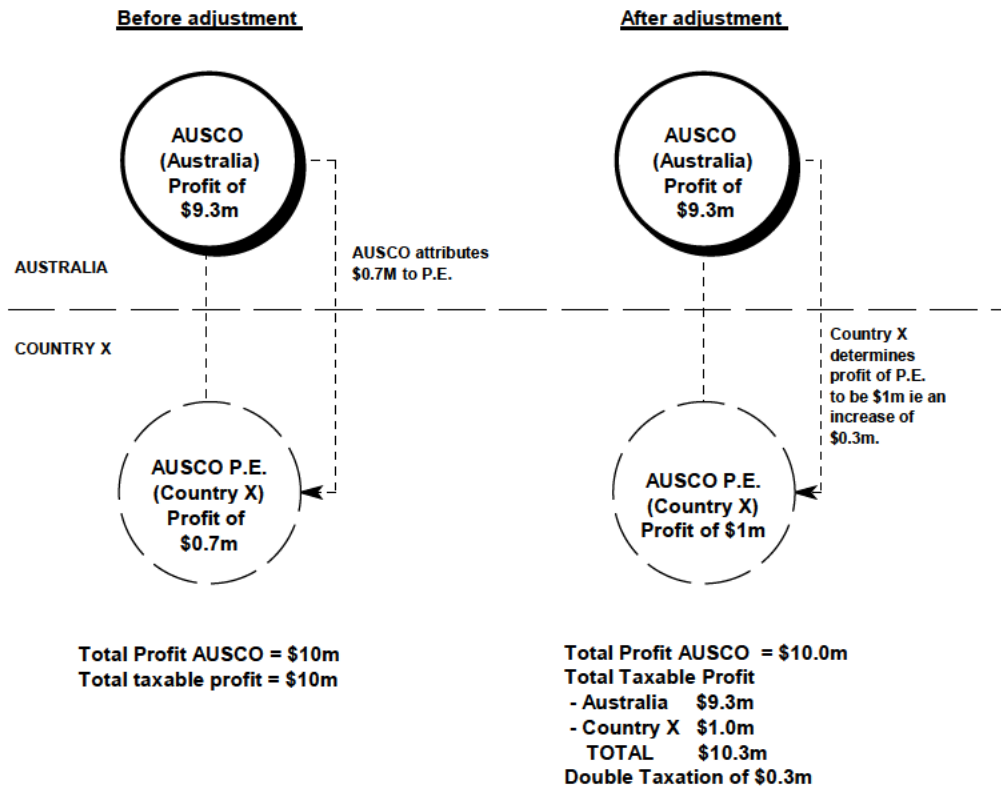 Before adjustment
AUSCO
(Australia)
Profit of
$9.3m
AUSCO attributes
$0.7M to P.E.
AUSTRALIA
COUNTRY X
AUSCO P.E.
(Country X)
Profit of
$0.7m
Total Profit AUSCO = $10m
Total taxable profit = $10m
After adjustment
AUSCO
(Australia)
Profit of
$9.3m
Country X
determines
profit of P.E.
to be $1m ie an
increase of
$0.3m.
AUSCO P.E.
(Country X)
Profit of $1m
Total Profit AUSCO = $10.0m
Total Taxable Profit
- Australia $9.3m
- Country X $1.0m
TOTAL $10.3m
Double Taxation of $0.3m